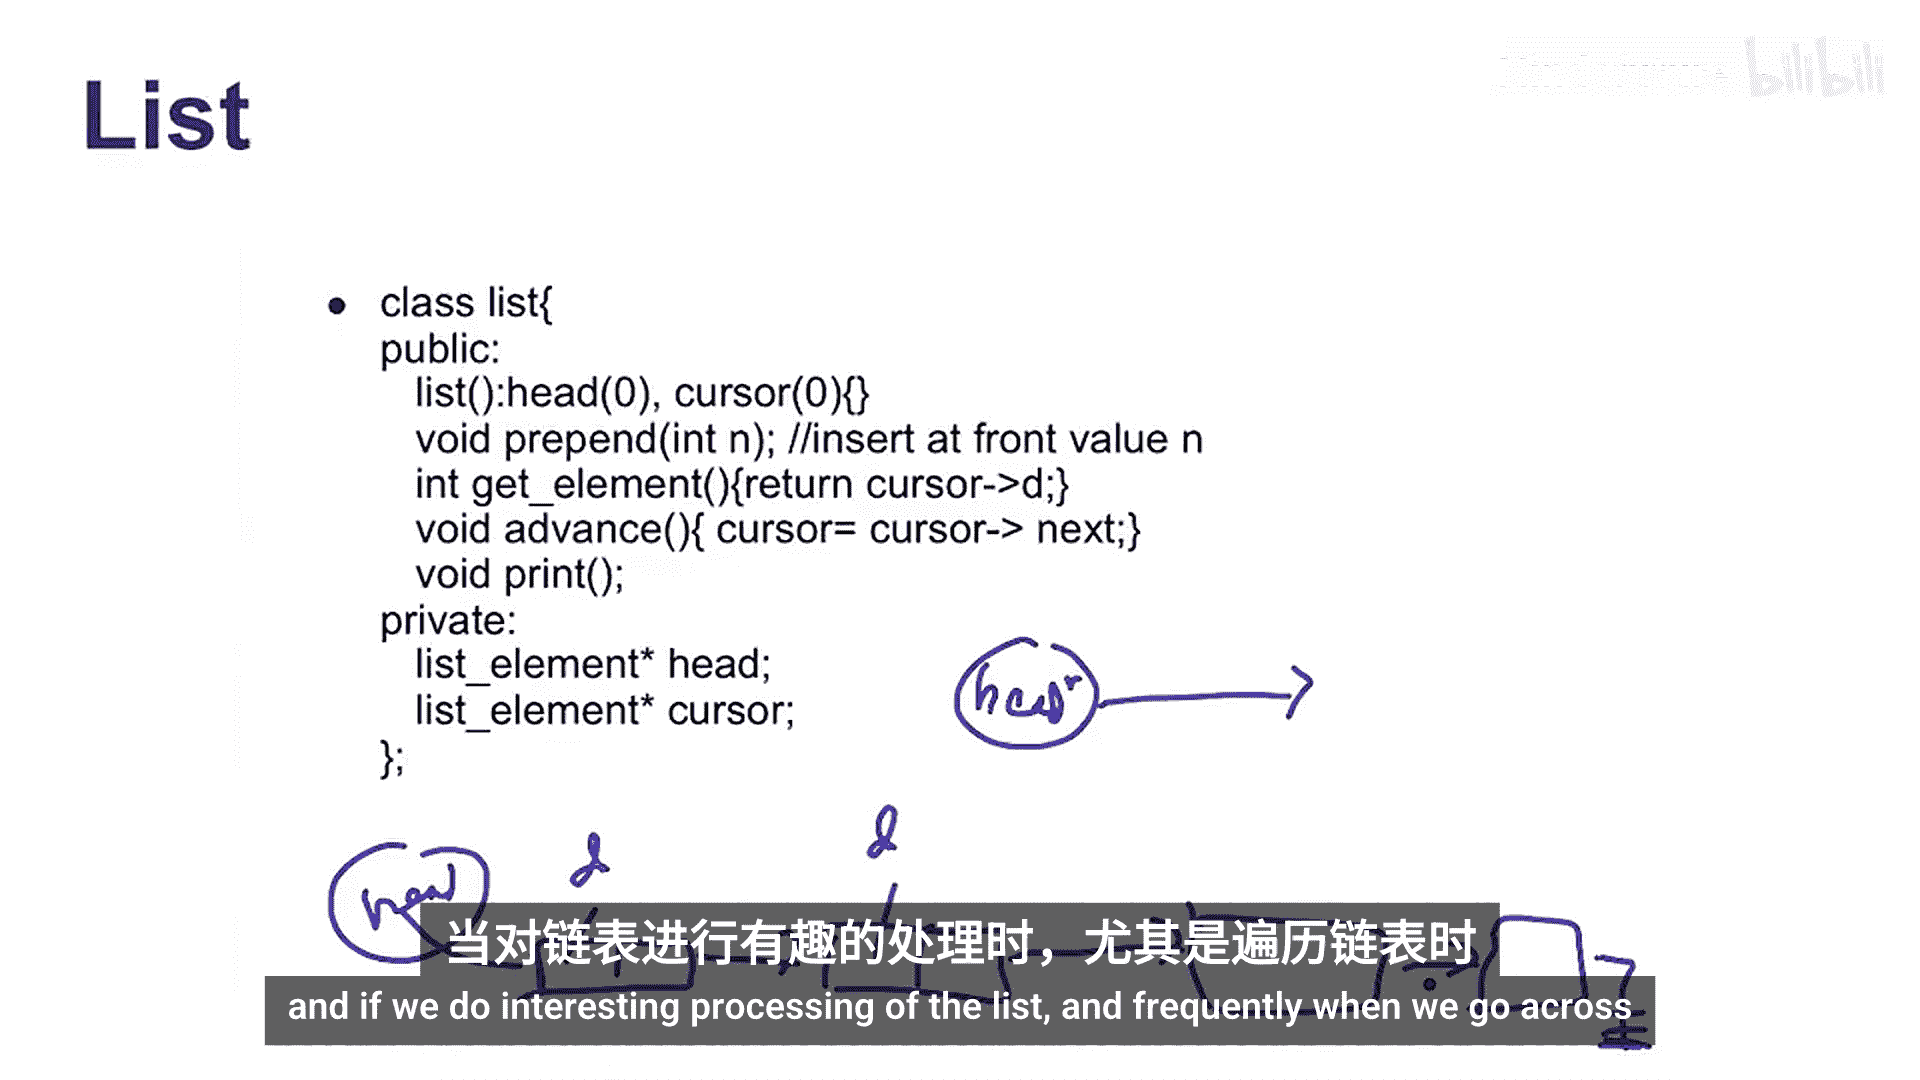 bilibili
List
● class list{
public:
list():head(0), cursor(0){}
void prepend(int n); //insert at front value n
int get_element(){return cursor->d;}
void advance(){ cursor= cursor-> next;}
void print();
private:
list_element* head;
list_element* cursor;
};
head
d d
head
当对链表进行有趣的处理时，尤其是遍历链表时
and if we do interesting processing of the list, and frequently when we go across